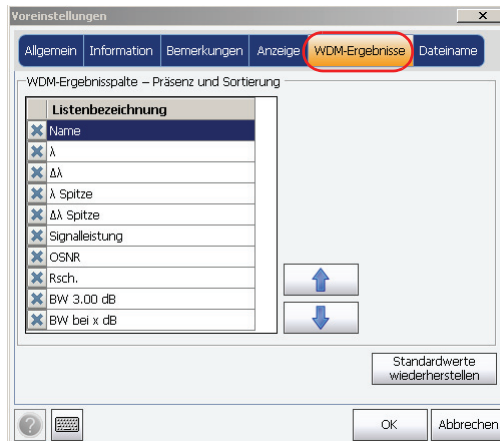 Voreinstellungen
Allgemein Information Bemerkungen Anzeige WDM-Ergebnisse Dateiname
WDM-Ergebnisspalte – Präsenz und Sortierung
Listenbezeichnung
Name
λ
Δλ
λ Spitze
Δλ Spitze
Signalleistung
OSNR
Rsch.
BW 3.00 dB
BW bei x dB
Standardwerte
wiederherstellen
OK Abbrechen